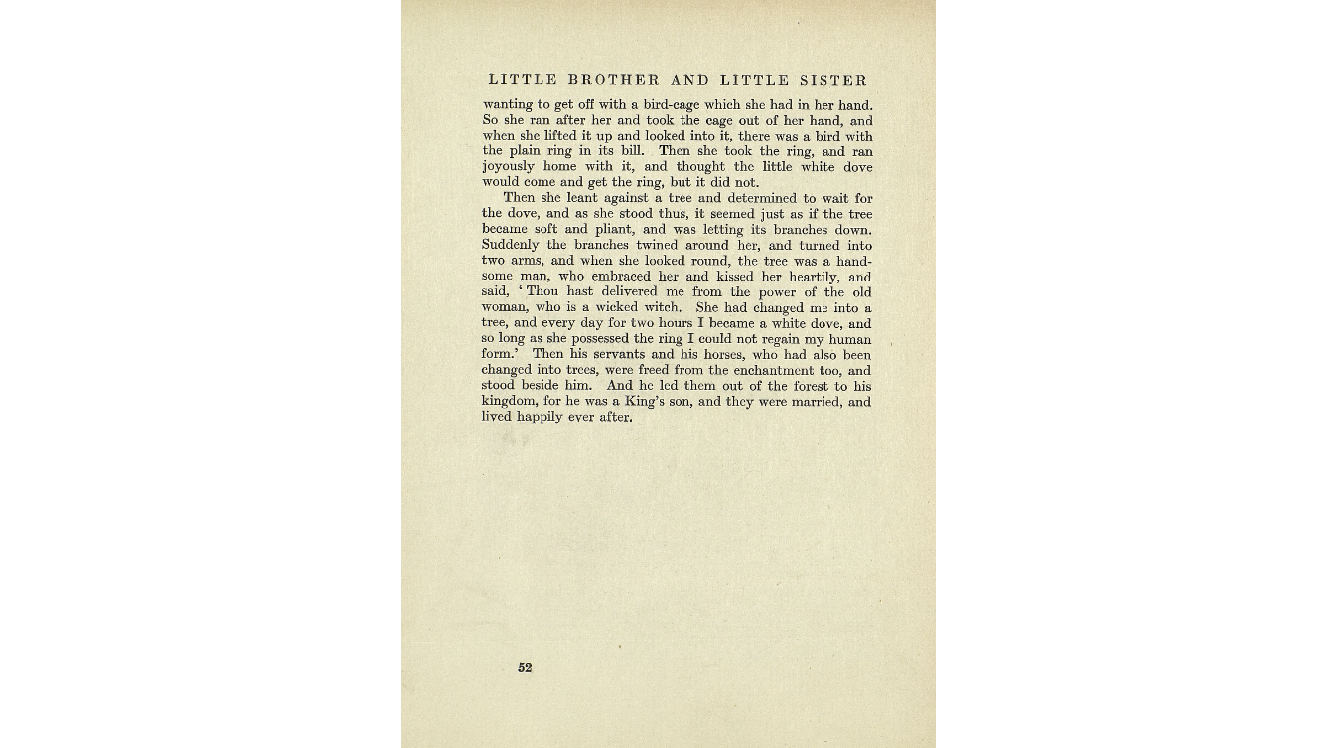 LITTLE BROTHER AND LITTLE SISTER
wanting to get off with a bird-cage which she had in her hand.
So she ran after her and took the cage out of her hand, and
when she lifted it up and looked into it, there was a bird with
the plain ring in its bill. Then she took the ring, and ran
joyously home with it, and thought the little white dove
would come and get the ring, but it did not.
Then she leant against a tree and determined to wait for
the dove, and as she stood thus, it seemed just as if the tree
became soft and pliant, and was letting its branches down.
Suddenly the branches twined around her, and turned into
two arms, and when she looked round, the tree was a hand-
some man, who embraced her and kissed her heartily, and
said, ‘Thou hast delivered me from the power of the old
woman, who is a wicked witch. She had changed me into a
tree, and every day for two hours I became a white dove, and
so long as she possessed the ring I could not regain my human
form.’ Then his servants and his horses, who had also been
changed into trees, were freed from the enchantment too, and
stood beside him. And he led them out of the forest to his
kingdom, for he was a King’s son, and they were married, and
lived happily ever after.
52